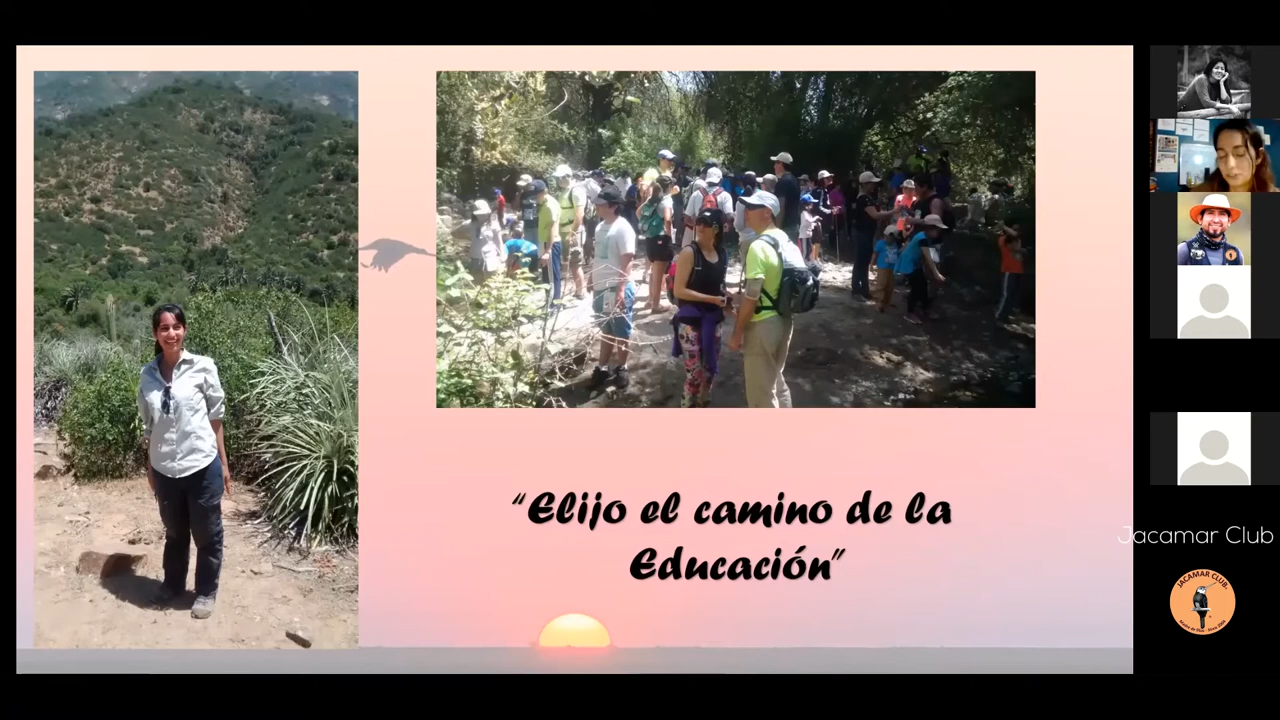 “Elijo el camino de la
Educación”
Jacamar Club
JACAMAR CLUB